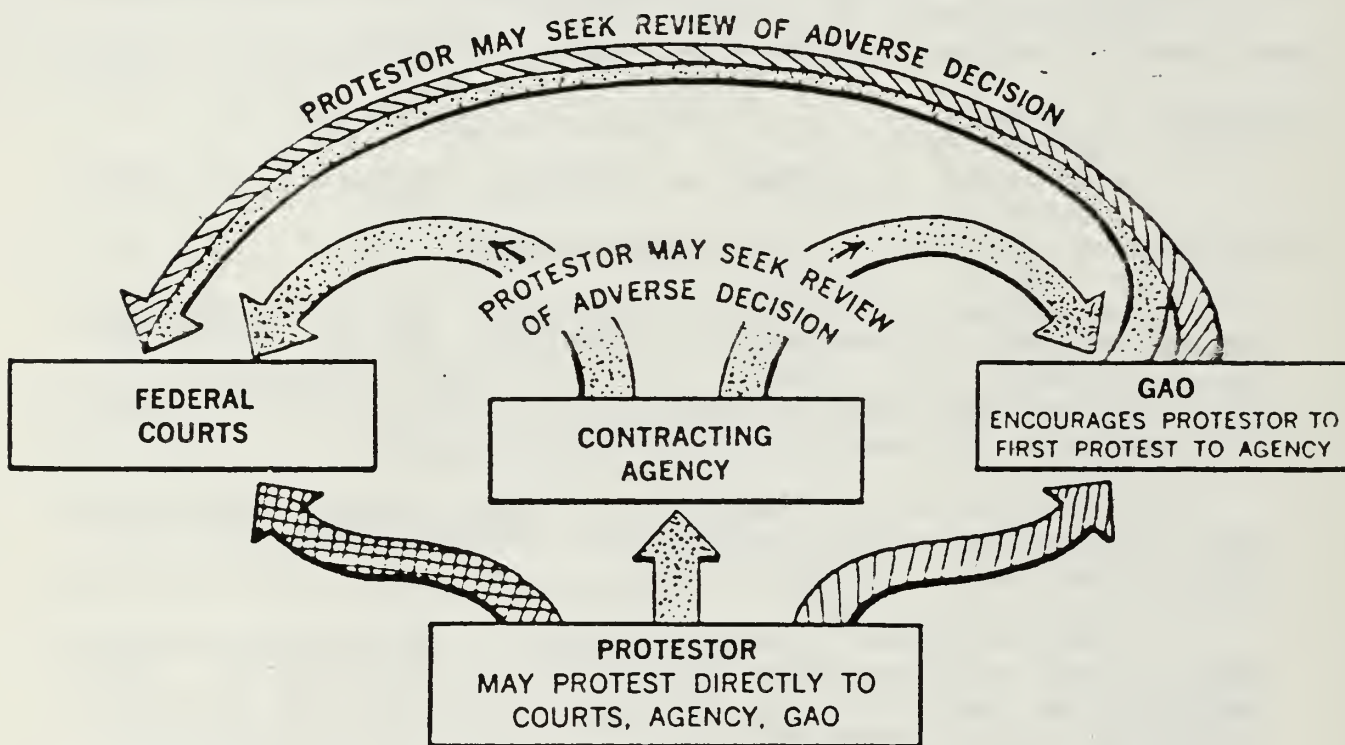 PROTESTOR MAY SEEK REVIEW OF ADVERSE DECISION
PROTESTOR MAY SEEK REVIEW
OF ADVERSE DECISION
FEDERAL
COURTS
CONTRACTING
AGENCY
GAO
ENCOURAGES PROTESTOR TO
FIRST PROTEST TO AGENCY
PROTESTOR
MAY PROTEST DIRECTLY TO
COURTS, AGENCY, GAO